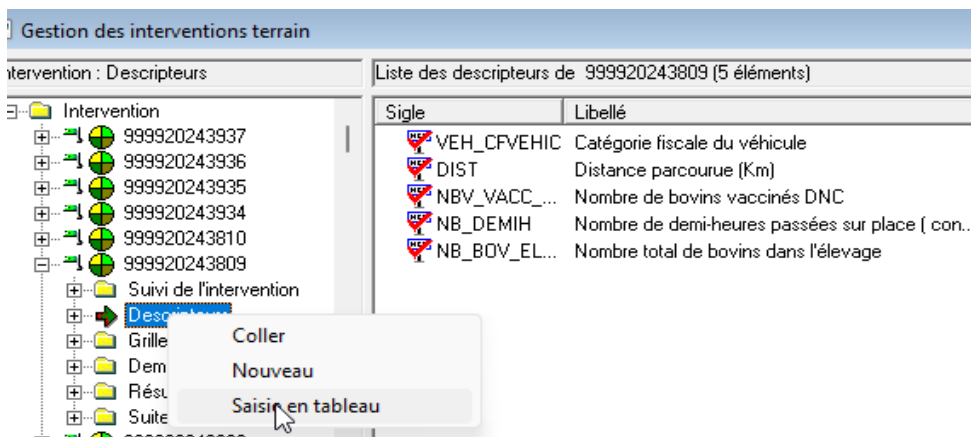 Gestion des interventions terrain
ntervention : Descripteurs
Liste des descripteurs de 999920243809 (5 éléments)
Intervention
999920243937
999920243936
999920243935
999920243934
999920243810
999920243809
Suivi de l'intervention
Grille
Dem
Résu
Suite
Coller
Nouveau
Saisie en tableau
Sigle Libellé
VEH_CFVEHIC Catégorie fiscale du véhicule
DIST Distance parcourue (Km)
NBV_VACC_... Nombre de bovins vaccinés DNC
NB_DEMIH Nombre de demi-heures passées sur place ( con...
NB_BOV_EL... Nombre total de bovins dans l'élevage